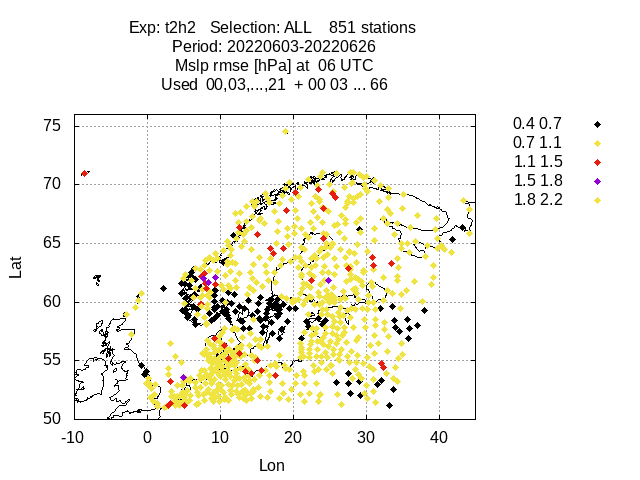 Exp: t2h2   Selection: ALL    851 stations
Period: 20220603-20220626
Mslp rmse [hPa] at  06 UTC
Used  00,03,...,21  + 00 03 ... 66
75
70
65
60
55
50
-10
0
10
20
30
40
Lat
Lon
0.4 0.7
0.7 1.1
1.1 1.5
1.5 1.8
1.8 2.2